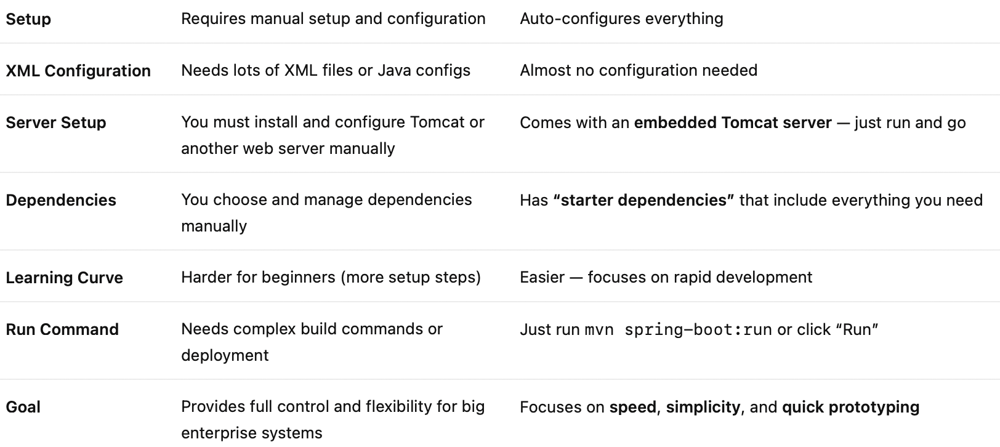 Setup
Requires manual setup and configuration
Auto-configures everything
XML Configuration
Needs lots of XML files or Java configs
Almost no configuration needed
Server Setup
You must install and configure Tomcat or
another web server manually
Comes with an embedded Tomcat server — just run and go
Dependencies
You choose and manage dependencies
manually
Has “starter dependencies” that include everything you need
Learning Curve
Harder for beginners (more setup steps)
Easier — focuses on rapid development
Run Command
Needs complex build commands or
deployment
Just run mvn spring-boot:run or click “Run”
Goal
Provides full control and flexibility for big
enterprise systems
Focuses on speed, simplicity, and quick prototyping